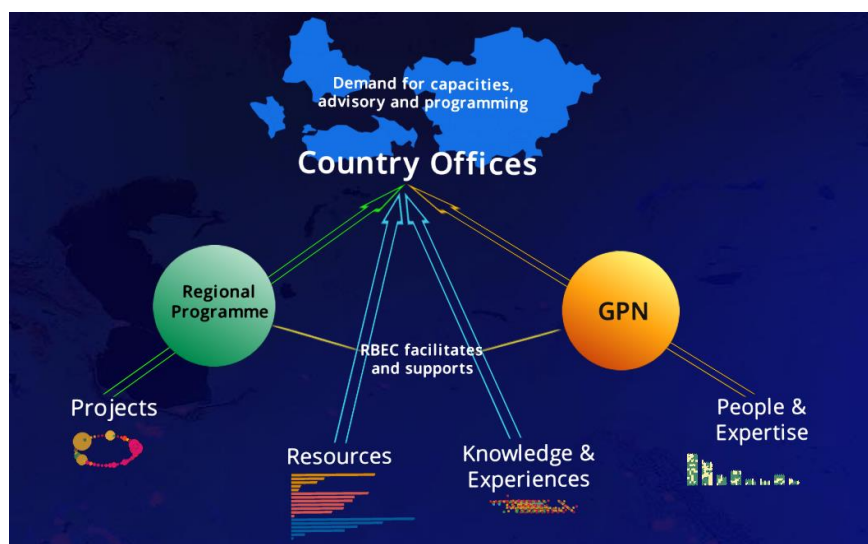 Demand for capacities,
advisory and programming
Country Offices
Regional
Programme
GPN
RBEC facilitates
and supports
Projects
People &
Expertise
Resources
Knowledge &
Experiences